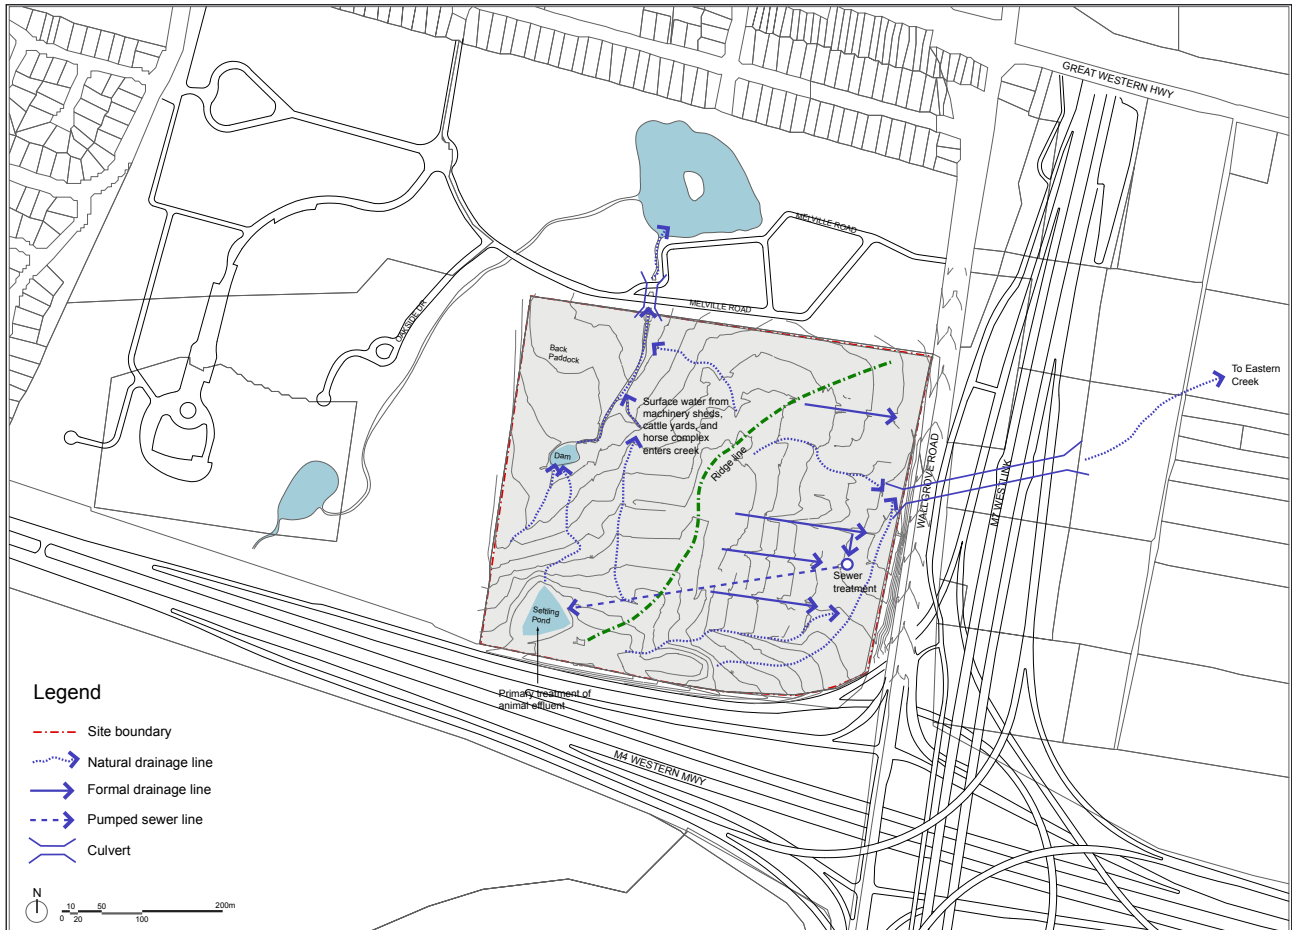 GREAT WESTERN HWY
MELVILLE ROAD
MELVILLE ROAD
OAKSIDE DR
Back
Paddock
To Eastern
Creek
Surface water from
machinery sheds,
cattle yards, and
horse complex
enters creek
Dam
Ridge line
WALLGROVE ROAD
M7 WESTLINK
Sewer
treatment
Settling
Pond
Primary treatment of
animal effluent
M4 WESTERN MWY
Legend
Site boundary
Natural drainage line
Formal drainage line
Pumped sewer line
Culvert
N
10 50 200m
0 20 100